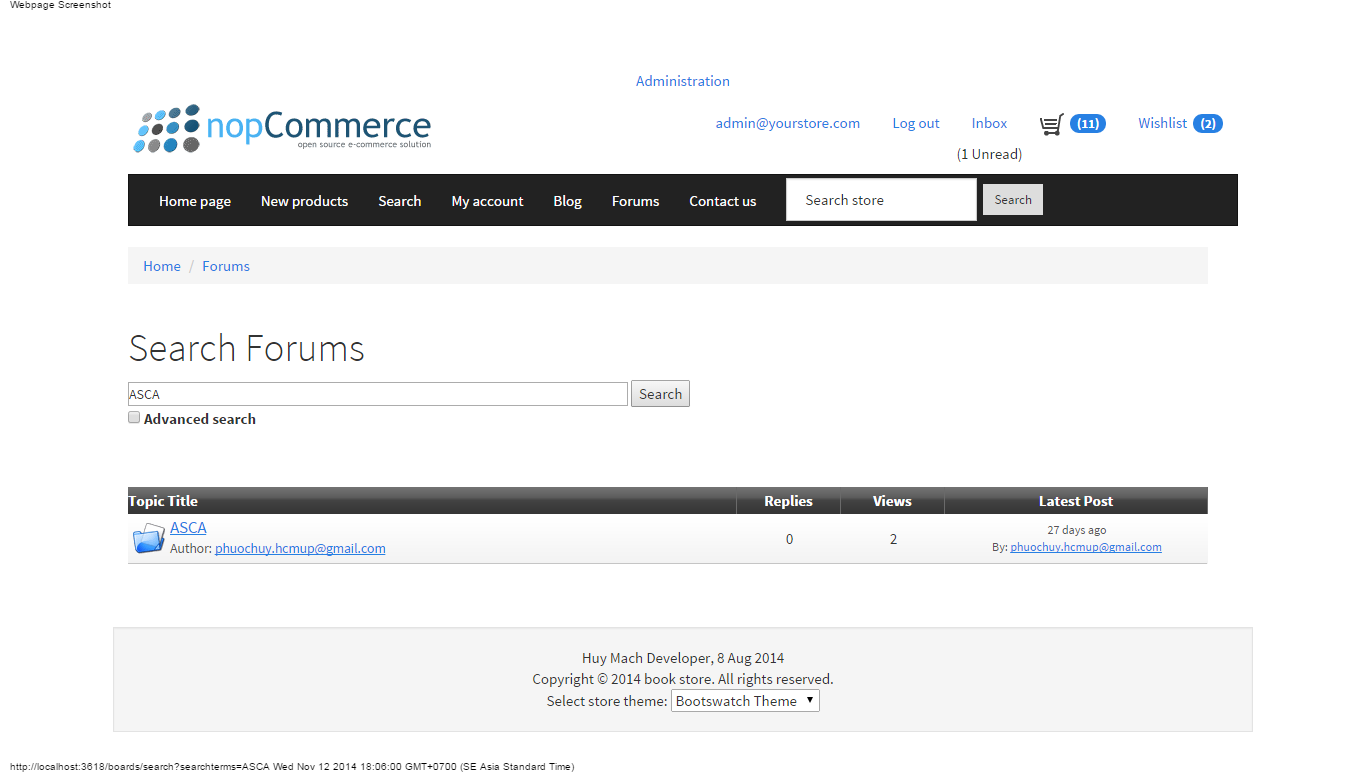 Webpage Screenshot
Administration
nopCommerce
open source e-commerce solution
admin@yourstore.com Log out Inbox (11) Wishlist (2)
(1 Unread)
Home page New products Search My account Blog Forums Contact us Search store Search
Home / Forums
Search Forums
ASCA Search
Advanced search
Topic Title Replies Views Latest Post
ASCA
Author: phuochuy.hcmup@gmail.com
0 2
27 days ago
By: phuochuy.hcmup@gmail.com
Huy Mach Developer, 8 Aug 2014
Copyright © 2014 book store. All rights reserved.
Select store theme: Bootswatch Theme
http://localhost:3618/boards/search?searchterms=ASCA Wed Nov 12 2014 18:06:00 GMT+0700 (SE Asia Standard Time)